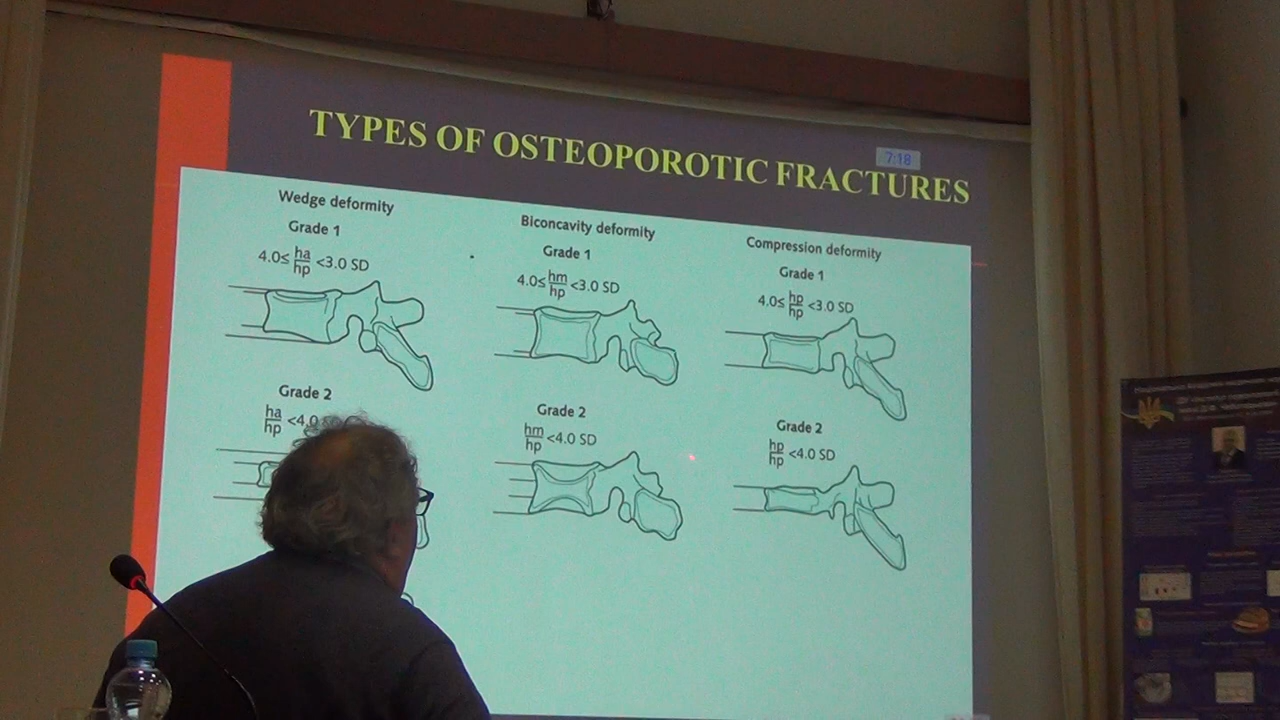 TYPES OF OSTEOPOROTIC FRACTURES
7:18
Wedge deformity
Grade 1
4.0≤ ha/hp <3.0 SD
Grade 2
ha/hp <4.0
Biconcavity deformity
Grade 1
4.0≤ hm/hp <3.0 SD
Grade 2
hm/hp <4.0 SD
Compression deformity
Grade 1
4.0≤ hp/hp <3.0 SD
Grade 2
hp/hp <4.0 SD